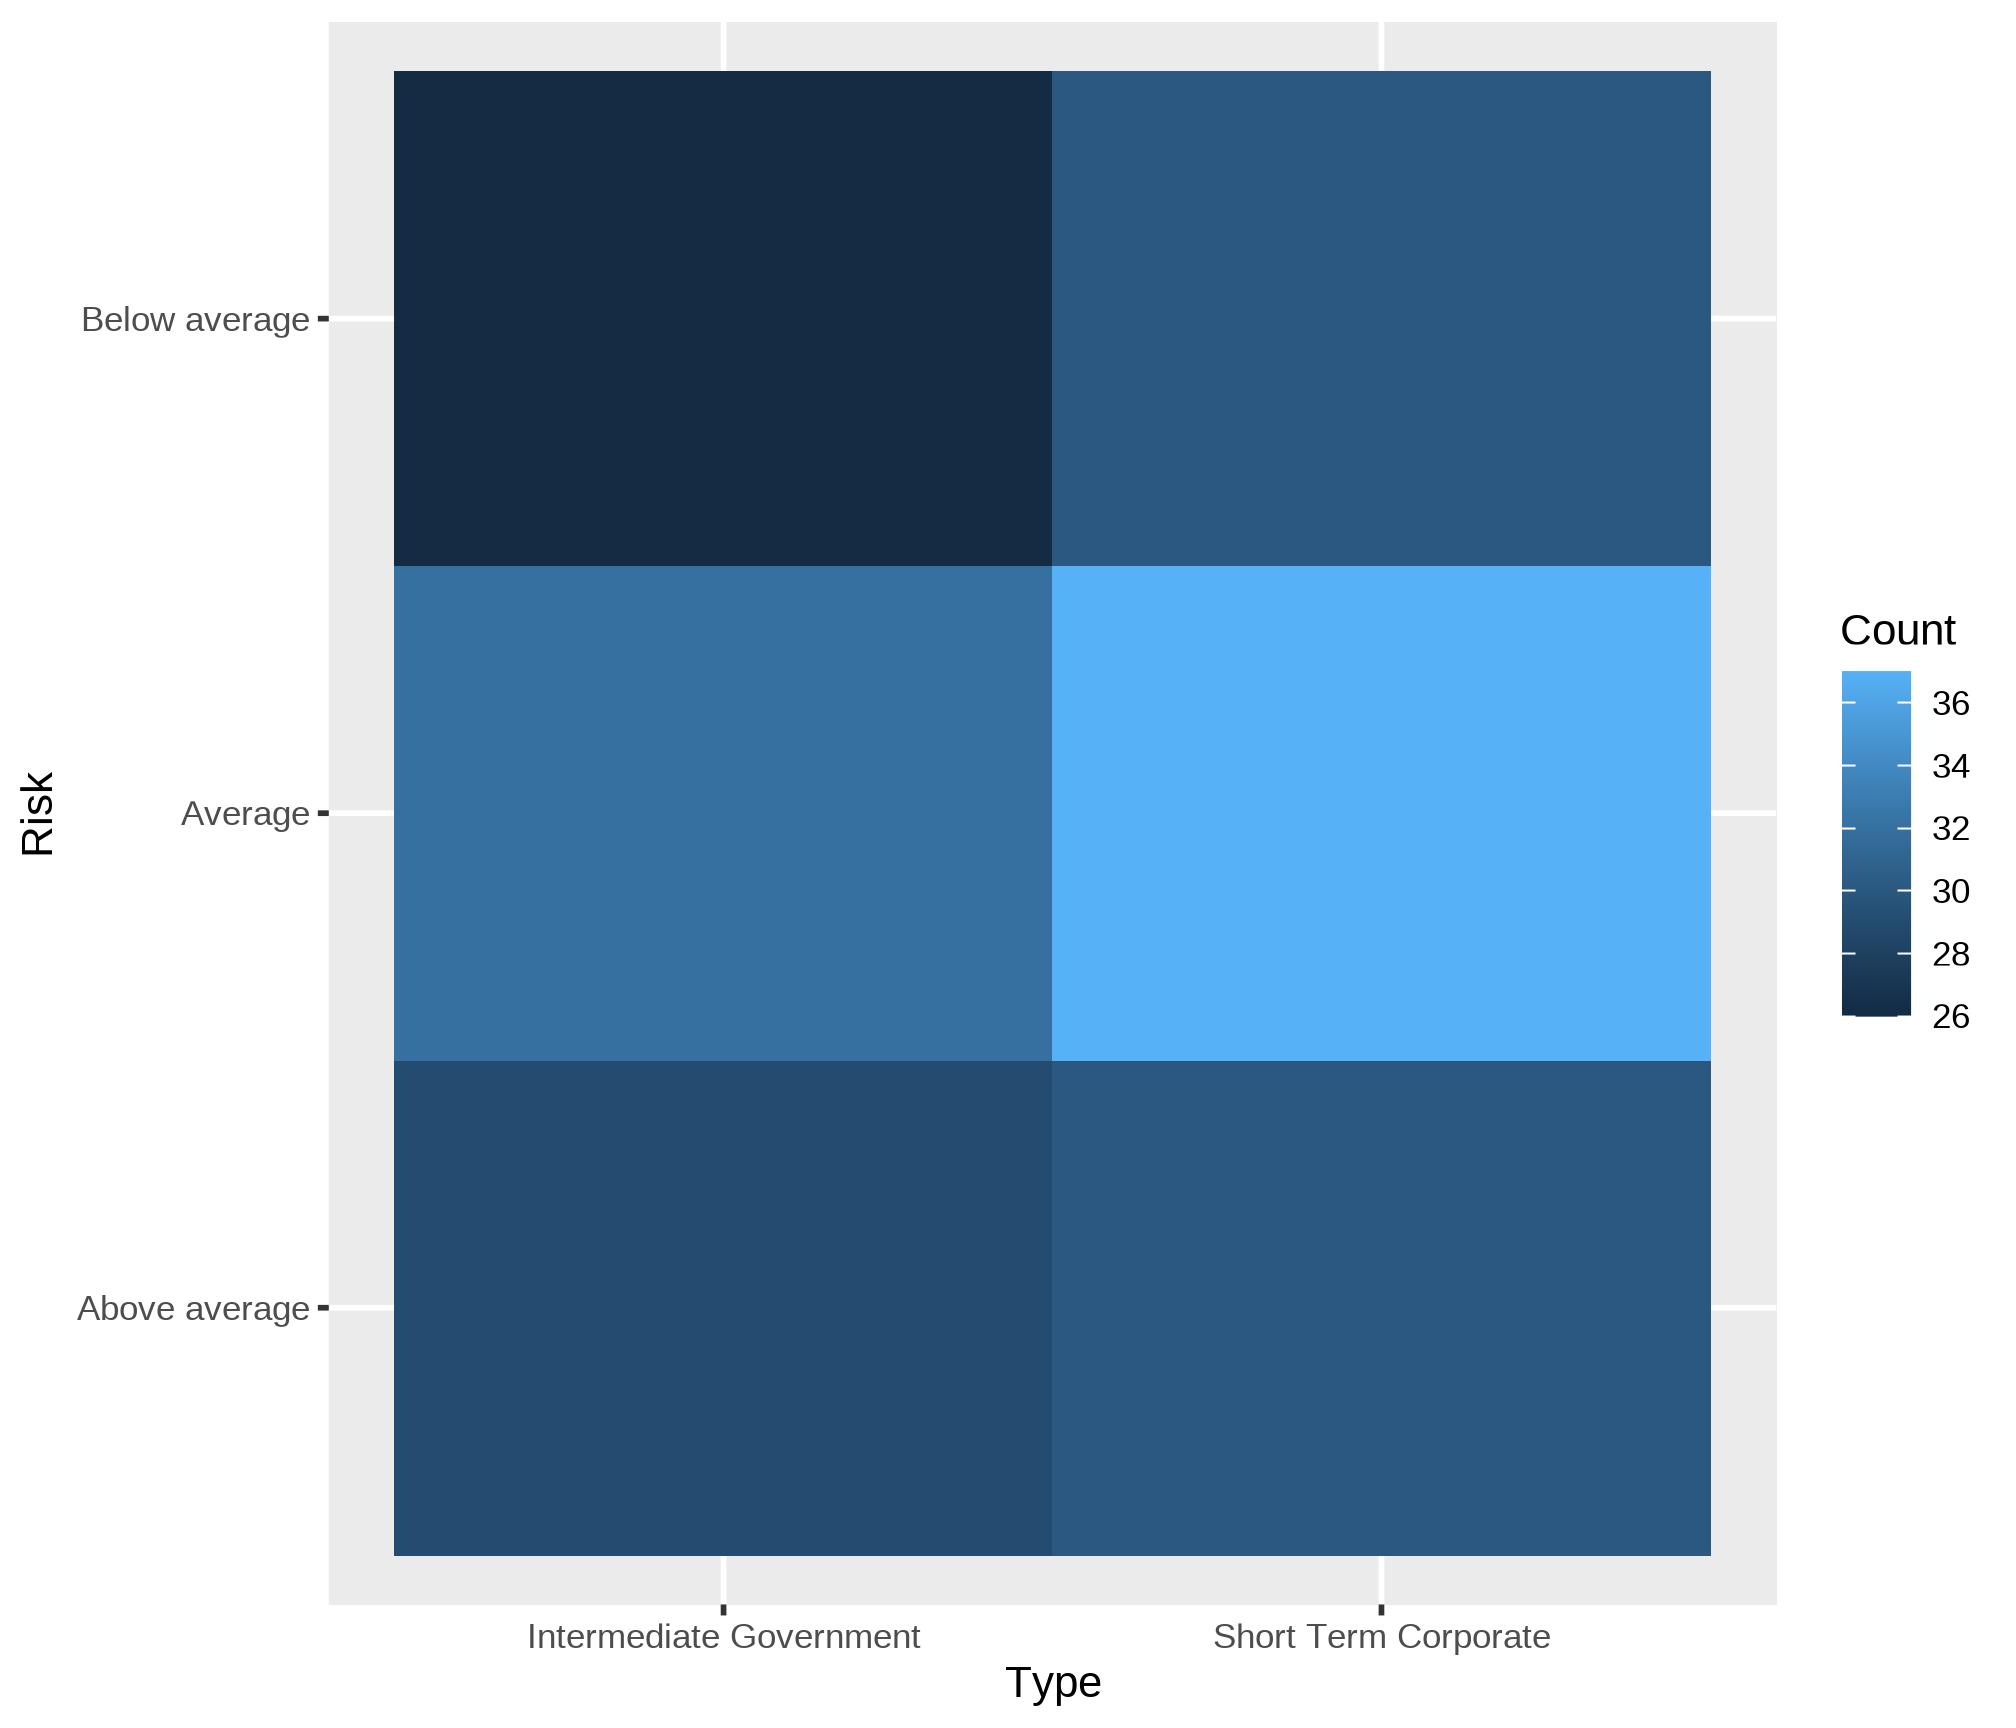 Risk
Below average
Average
Above average
Intermediate Government
Short Term Corporate
Type
Count
36
34
32
30
28
26